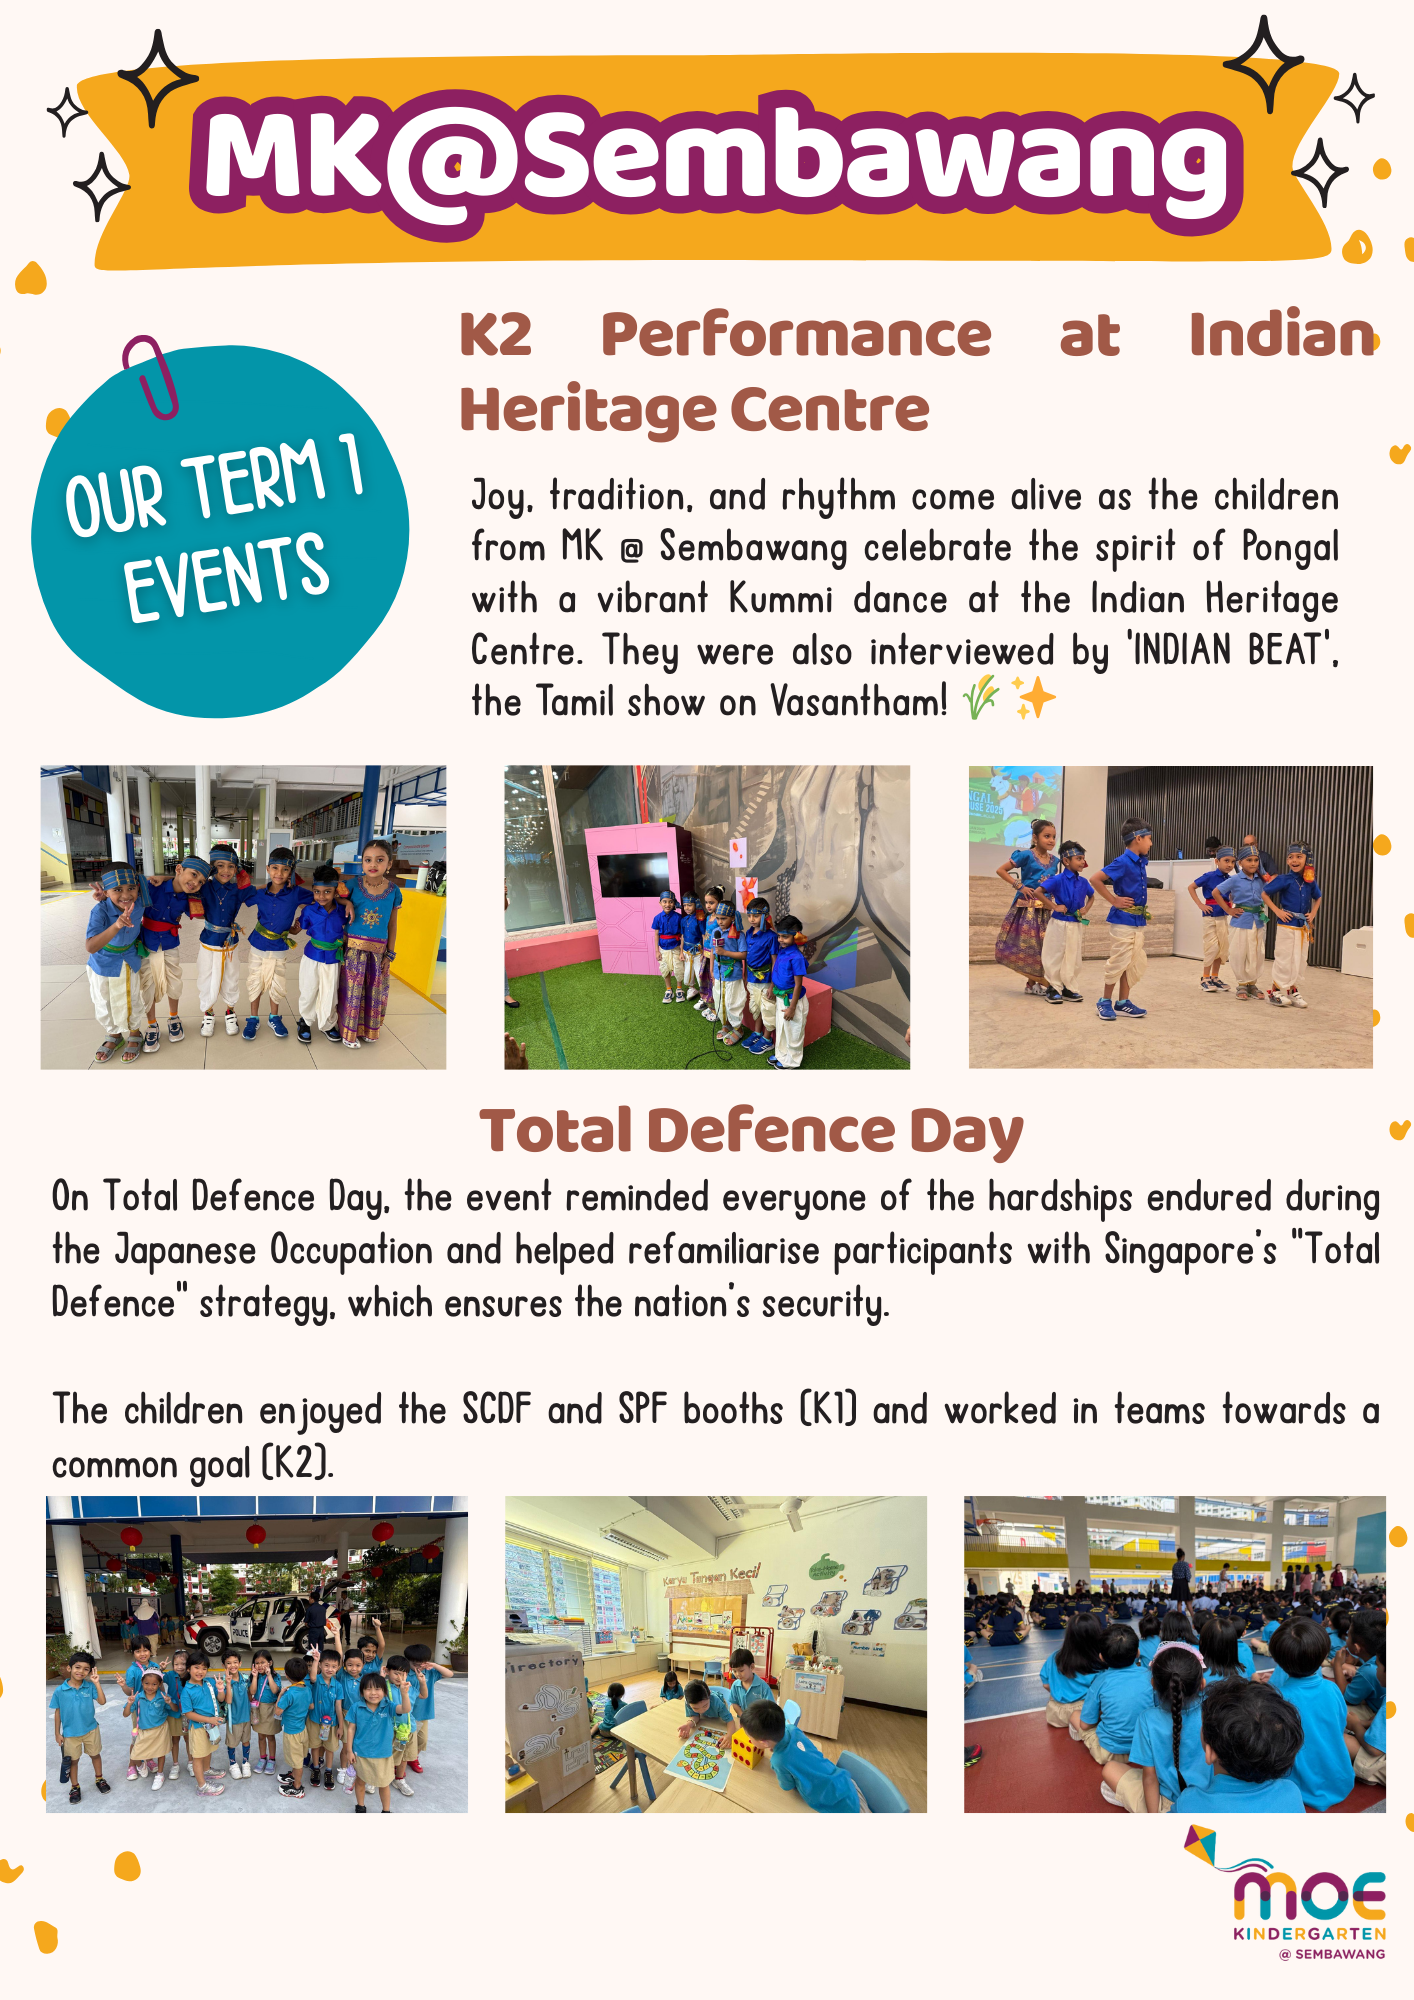 MK@Sembawang
OUR TERM 1
EVENTS
K2 Performance at Indian
Heritage Centre
Joy, tradition, and rhythm come alive as the children
from MK @ Sembawang celebrate the spirit of Pongal
with a vibrant Kummi dance at the Indian Heritage
Centre. They were also interviewed by 'INDIAN BEAT',
the Tamil show on Vasantham! 🌾✨
Total Defence Day
On Total Defence Day, the event reminded everyone of the hardships endured during
the Japanese Occupation and helped refamiliarise participants with Singapore's "Total
Defence" strategy, which ensures the nation's security.
The children enjoyed the SCDF and SPF booths (K1) and worked in teams towards a
common goal (K2).
POLICE
Karya Tangan Kecil
Directory
MOE
KINDERGARTEN
@ SEMBAWANG